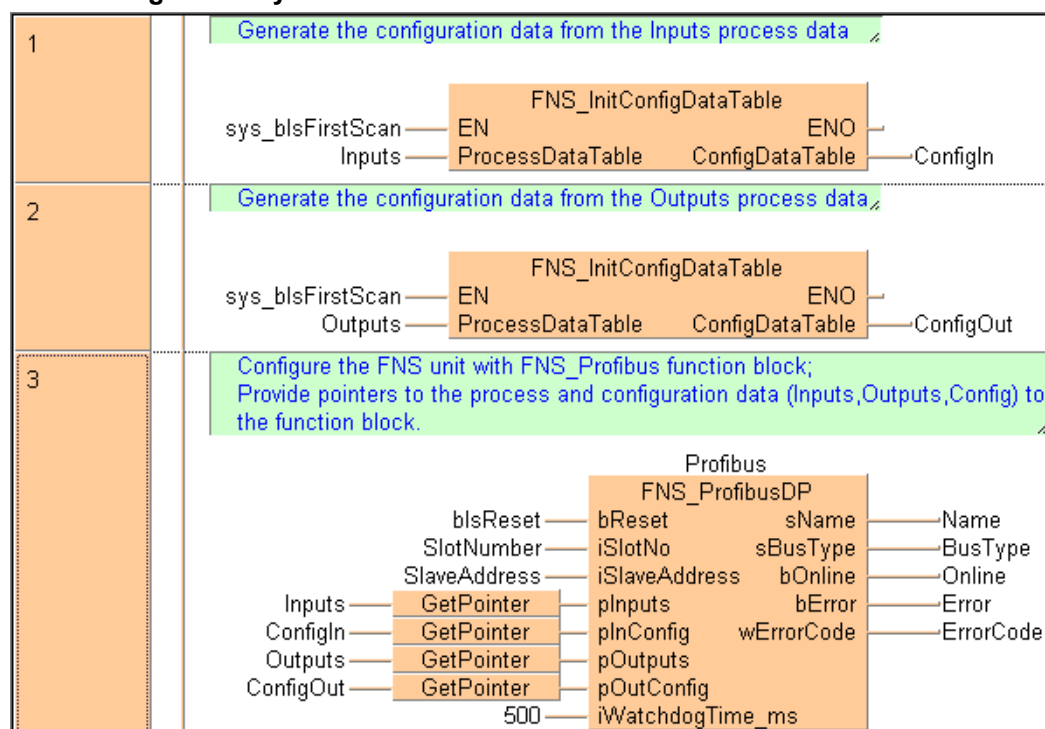 1
Generate the configuration data from the Inputs process data
FNS_InitConfigDataTable
sys_bIsFirstScan EN ENO
Inputs ProcessDataTable ConfigDataTable ConfigIn
2
Generate the configuration data from the Outputs process data
FNS_InitConfigDataTable
sys_bIsFirstScan EN ENO
Outputs ProcessDataTable ConfigDataTable ConfigOut
3
Configure the FNS unit with FNS_Profibus function block;
Provide pointers to the process and configuration data (Inputs,Outputs,Config) to
the function block.
Profibus
FNS_ProfibusDP
bIsReset bReset sName Name
SlotNumber iSlotNo sBusType BusType
SlaveAddress iSlaveAddress bOnline Online
Inputs GetPointer pInputs bError Error
ConfigIn GetPointer pInConfig wErrorCode ErrorCode
Outputs GetPointer pOutputs
ConfigOut GetPointer pOutConfig
500 iWatchdogTime_ms